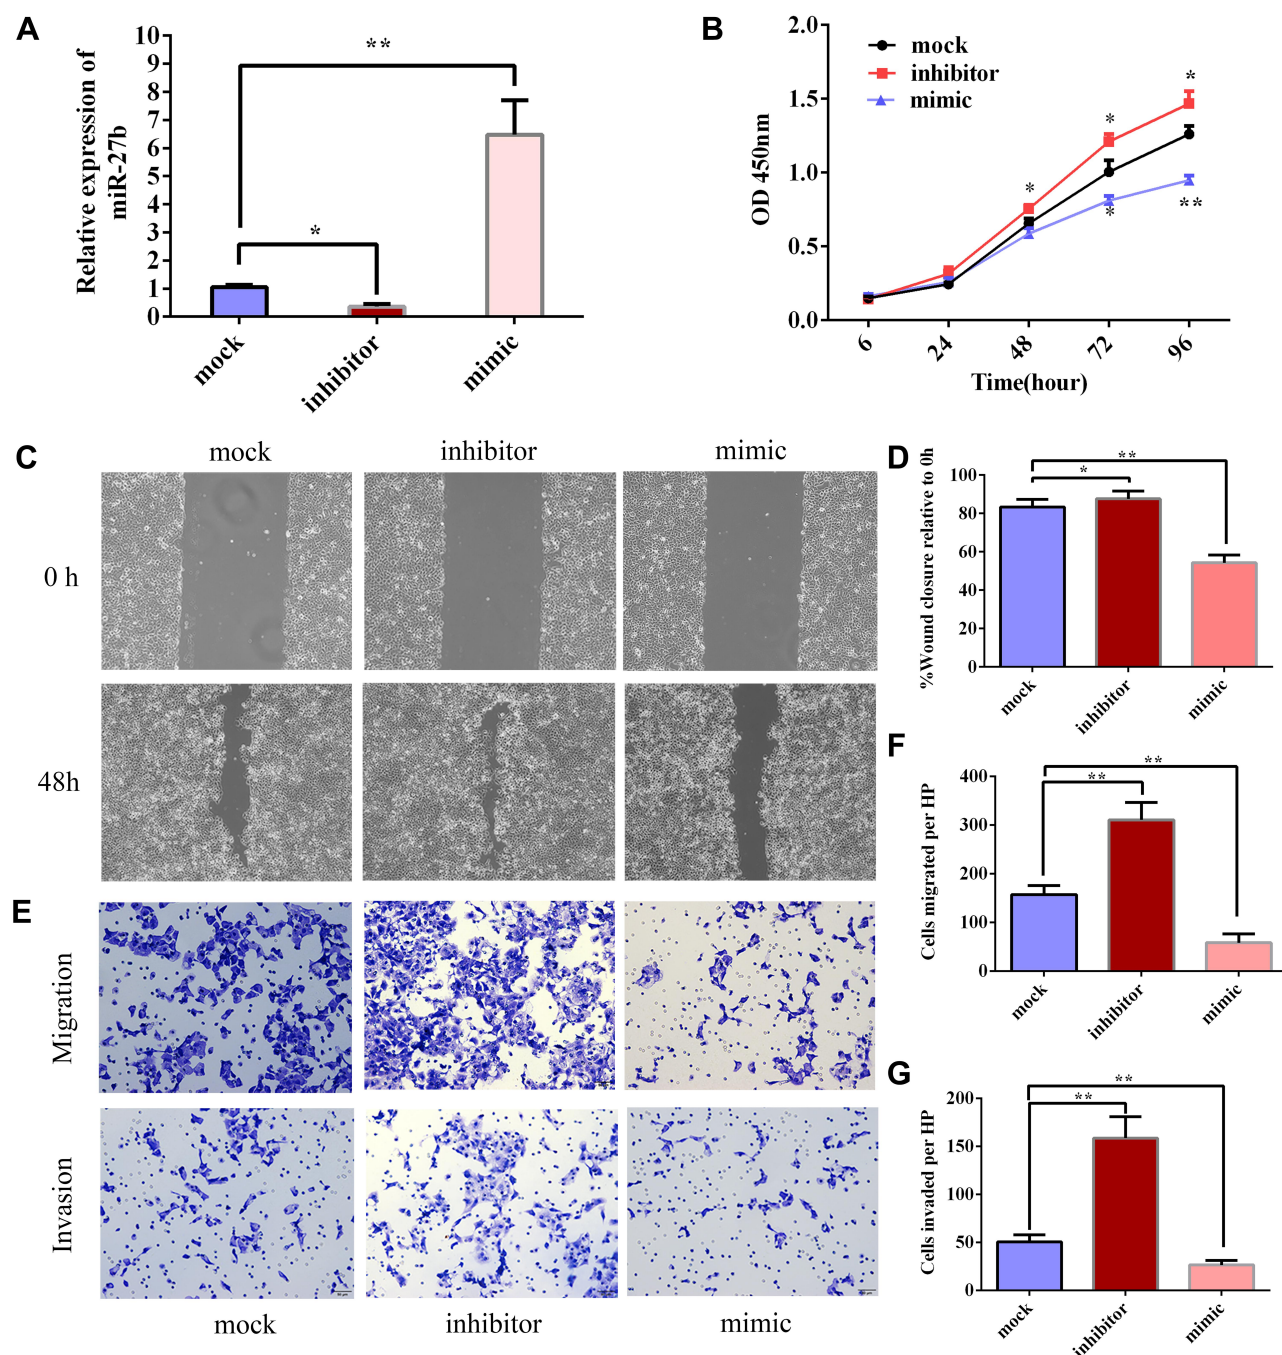 A
Relative expression of
miR-27b
10
9
8
7
6
5
4
3
2
1
0
**
*
mock
inhibitor
mimic
B
OD 450nm
2.0
1.5
1.0
0.5
0.0
mock
inhibitor
mimic
*
*
*
*
**
6
24
48
72
96
Time(hour)
C
mock
inhibitor
mimic
0 h
48h
D
%Wound closure relative to 0h
100
80
60
40
20
0
**
*
mock
inhibitor
mimic
E
Migration
Invasion
mock
inhibitor
mimic
F
Cells migrated per HP
400
300
200
100
0
**
**
mock
inhibitor
mimic
G
Cells invaded per HP
200
150
100
50
0
**
**
mock
inhibitor
mimic